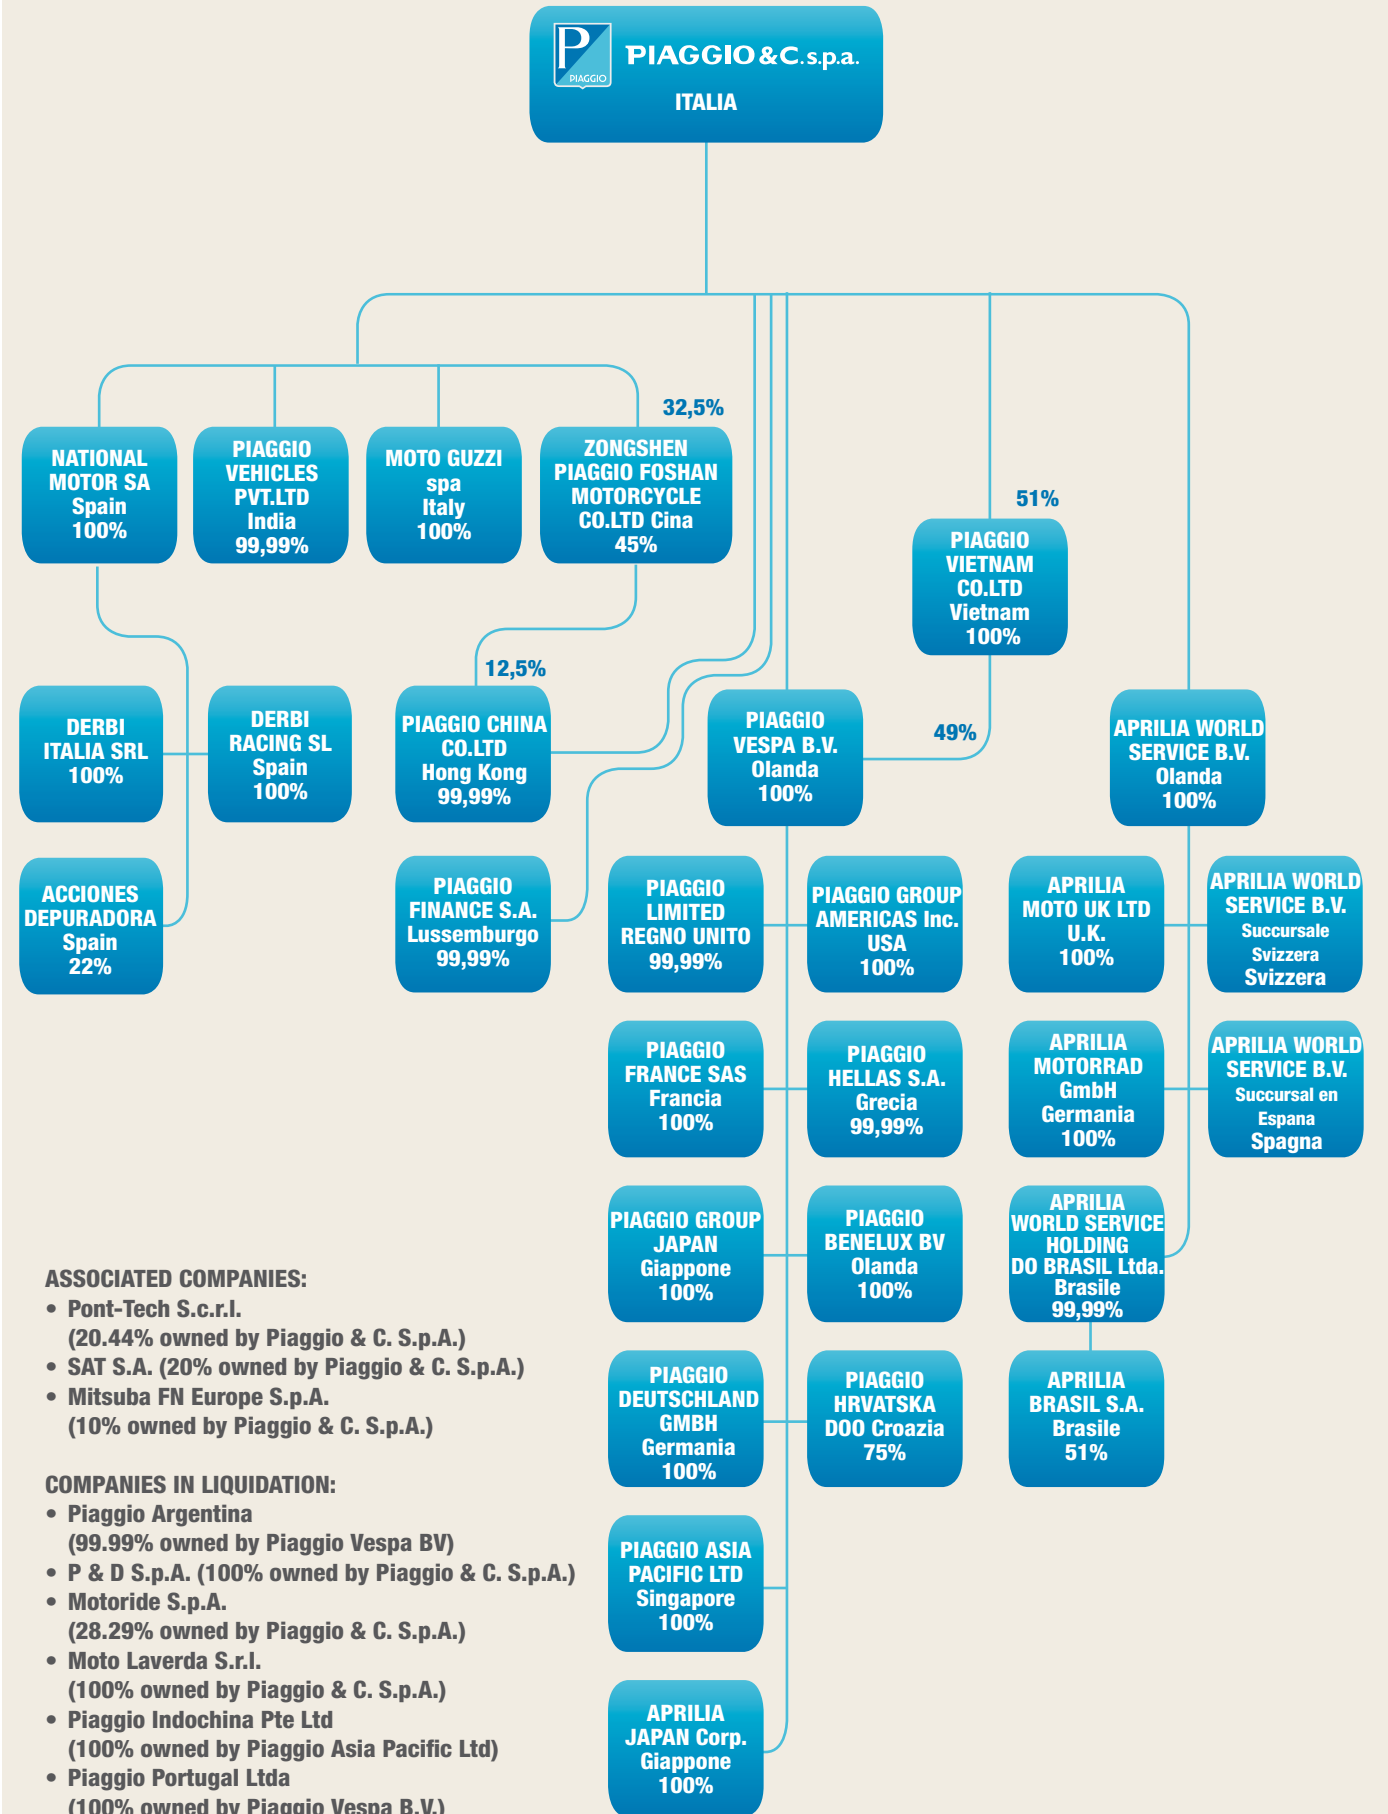 P
PIAGGIO
PIAGGIO & C. s.p.a.
ITALIA
32,5%
NATIONAL
MOTOR SA
Spain
100%
PIAGGIO
VEHICLES
PVT.LTD
India
99,99%
MOTO GUZZI
spa
Italy
100%
ZONGSHEN
PIAGGIO FOSHAN
MOTORCYCLE
CO.LTD Cina
45%
51%
PIAGGIO
VIETNAM
CO.LTD
Vietnam
100%
12,5%
49%
DERBI
ITALIA SRL
100%
DERBI
RACING SL
Spain
100%
PIAGGIO CHINA
CO.LTD
Hong Kong
99,99%
PIAGGIO
VESPA B.V.
Olanda
100%
APRILIA WORLD
SERVICE B.V.
Olanda
100%
ACCIONES
DEPURADORA
Spain
22%
PIAGGIO
FINANCE S.A.
Lussemburgo
99,99%
PIAGGIO
LIMITED
REGNO UNITO
99,99%
PIAGGIO GROUP
AMERICAS Inc.
USA
100%
APRILIA
MOTO UK LTD
U.K.
100%
APRILIA WORLD
SERVICE B.V.
Succursale
Svizzera
Svizzera
PIAGGIO
FRANCE SAS
Francia
100%
PIAGGIO
HELLAS S.A.
Grecia
99,99%
APRILIA
MOTORRAD
GmbH
Germania
100%
APRILIA WORLD
SERVICE B.V.
Succursal en
Espana
Spagna
PIAGGIO GROUP
JAPAN
Giappone
100%
PIAGGIO
BENELUX BV
Olanda
100%
APRILIA
WORLD SERVICE
HOLDING
DO BRASIL Ltda.
Brasile
99,99%
PIAGGIO
DEUTSCHLAND
GMBH
Germania
100%
PIAGGIO
HRVATSKA
DOO Croazia
75%
APRILIA
BRASIL S.A.
Brasile
51%
PIAGGIO ASIA
PACIFIC LTD
Singapore
100%
APRILIA
JAPAN Corp.
Giappone
100%
ASSOCIATED COMPANIES:
• Pont-Tech S.c.r.l.
(20.44% owned by Piaggio & C. S.p.A.)
• SAT S.A. (20% owned by Piaggio & C. S.p.A.)
• Mitsuba FN Europe S.p.A.
(10% owned by Piaggio & C. S.p.A.)
COMPANIES IN LIQUIDATION:
• Piaggio Argentina
(99.99% owned by Piaggio Vespa BV)
• P & D S.p.A. (100% owned by Piaggio & C. S.p.A.)
• Motoride S.p.A.
(28.29% owned by Piaggio & C. S.p.A.)
• Moto Laverda S.r.l.
(100% owned by Piaggio & C. S.p.A.)
• Piaggio Indochina Pte Ltd
(100% owned by Piaggio Asia Pacific Ltd)
• Piaggio Portugal Ltda
(100% owned by Piaggio Vespa B.V.)